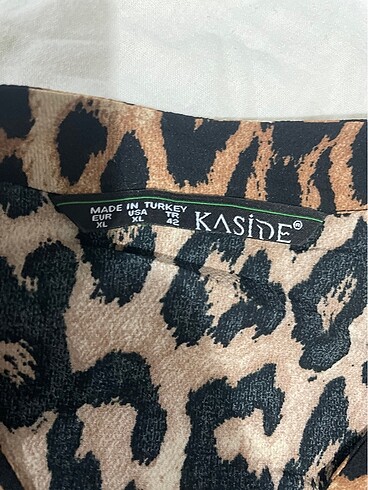 MADE IN TURKEY
EUR USA TR
XL XL 42
KASİDE®